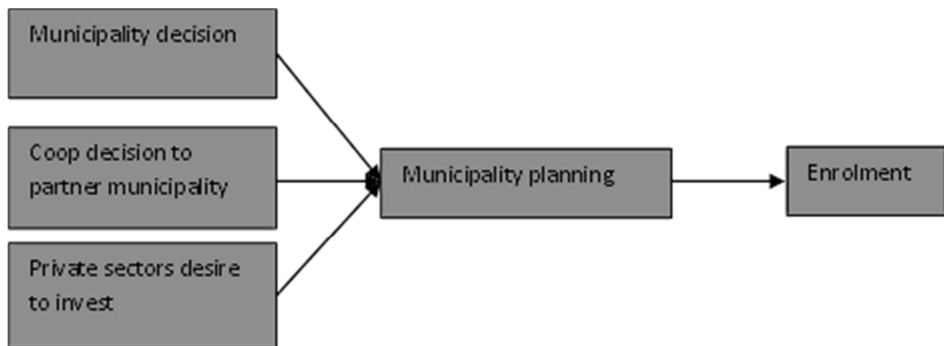 Municipality decision
Coop decision to
partner municipality
Private sectors desire
to invest
Municipality planning
Enrolment